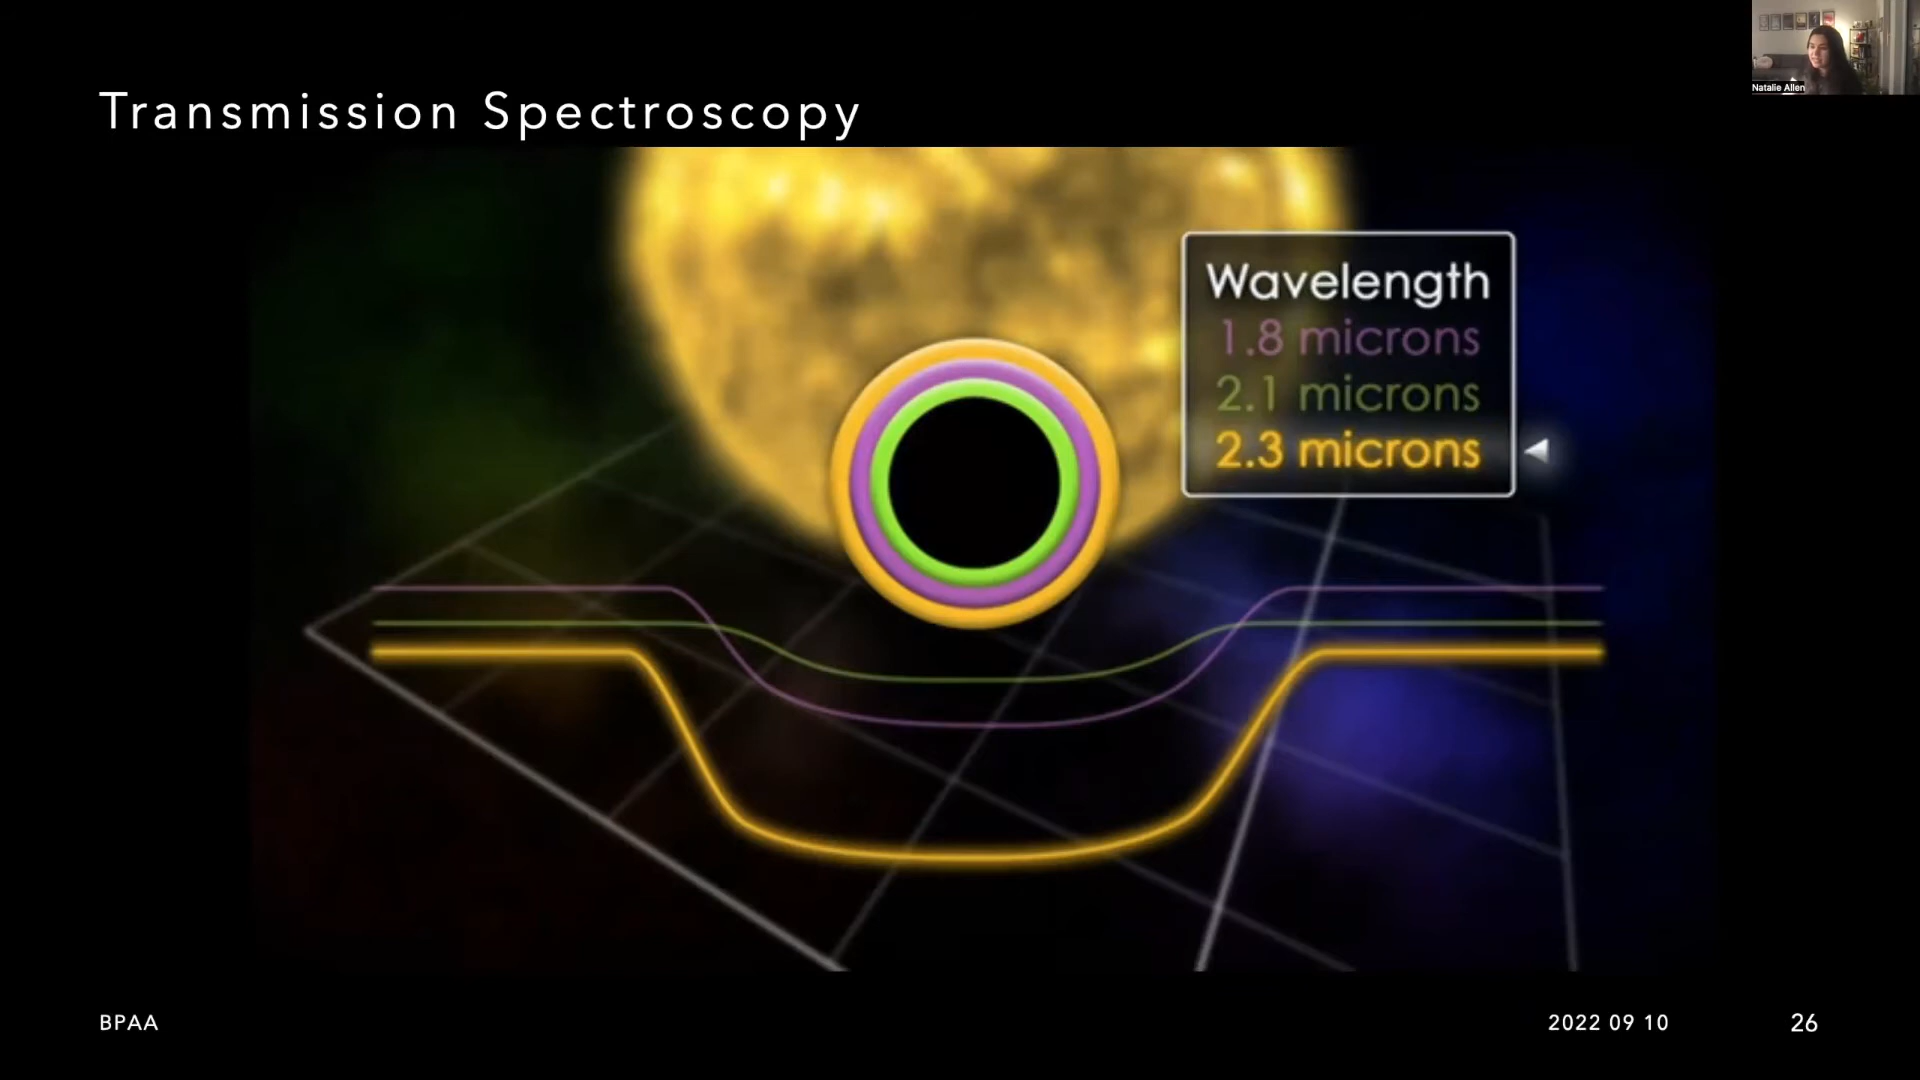 Transmission Spectroscopy
Natalie Allen
Wavelength
1.8 microns
2.1 microns
2.3 microns
BPAA
2022 09 10
26